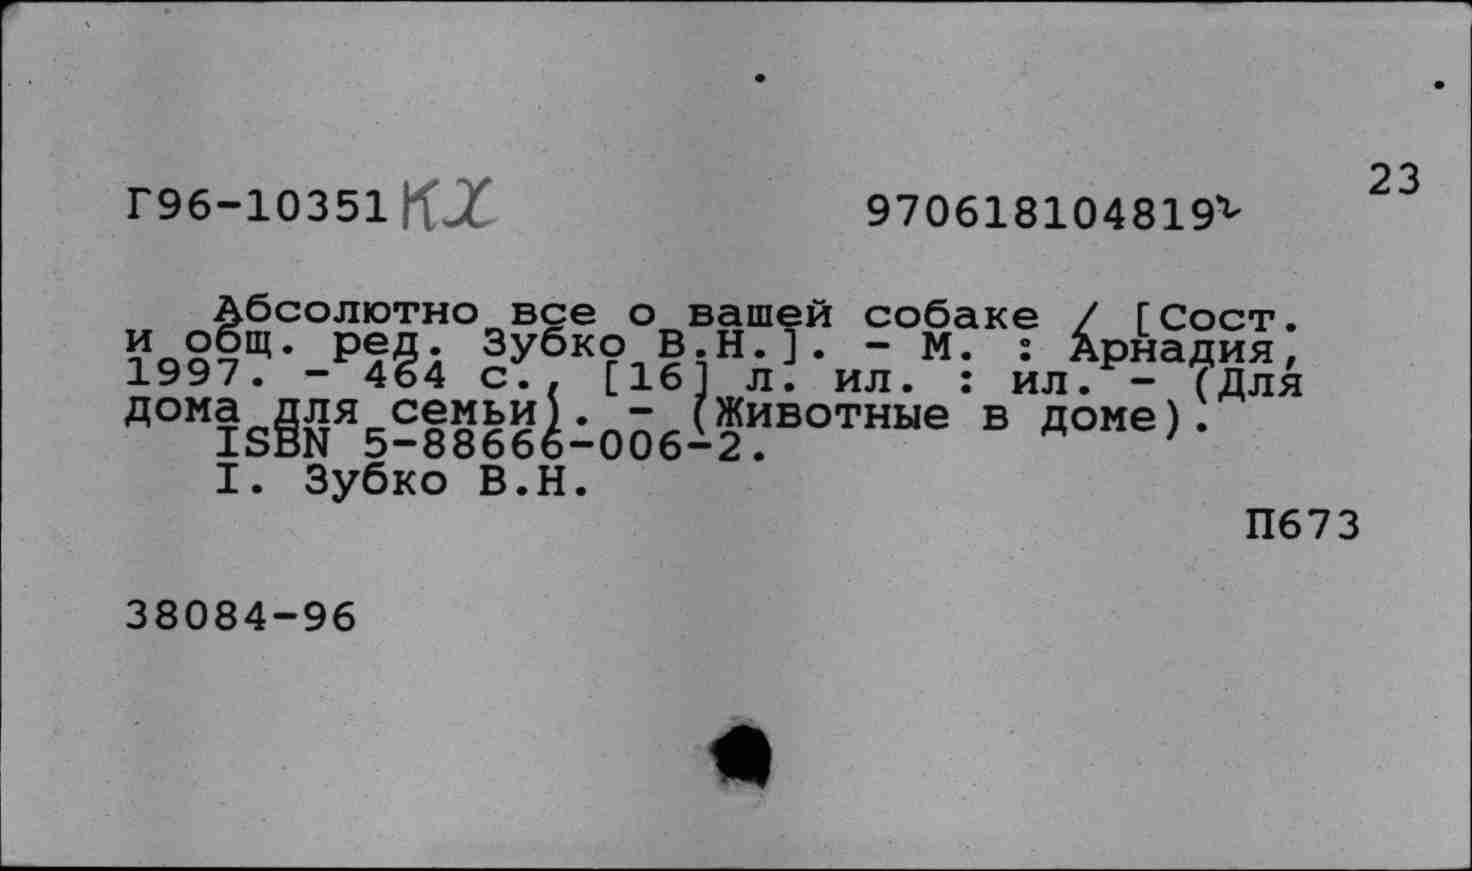 23
Г96-10351 КХ 970618104819
Абсолютно все о вашей собаке / [Сост.
и общ. ред. Зубко В.Н.]. - М. : Арнадия,
1997. - 464 с., [16] л. ил. : ил. - (Для
дома для семьи). - (Животные в доме).
ISBN 5-88666-006-2.
I. Зубко В.Н.
П673
38084-96